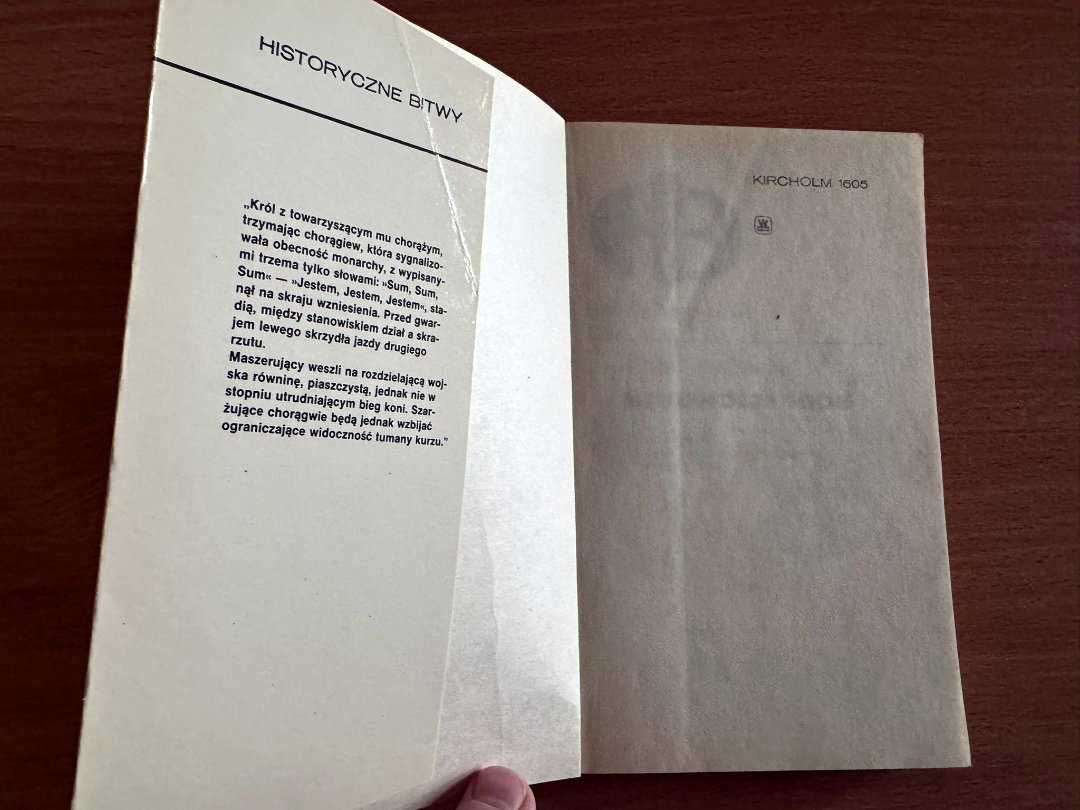 HISTORYCZNE BITWY
„Król z towarzyszącym mu chorążym,
trzymając chorągiew, która sygnalizo-
wała obecność monarchy, z wypisany-
mi trzema tylko słowami: »Sum, Sum,
Sum« — »Jestem, Jestem, Jestem«, sta-
nął na skraju wzniesienia. Przed gwar-
dią, między stanowiskiem dział a skra-
jem lewego skrzydła jazdy drugiego
rzutu.
Maszerujący weszli na rozdzielającą woj-
ska równinę, piaszczystą, jednak nie w
stopniu utrudniającym bieg koni. Szar-
żujące chorągwie będą jednak wzbijać
ograniczające widoczność tumany kurzu.”
KIRCHOLM 1605